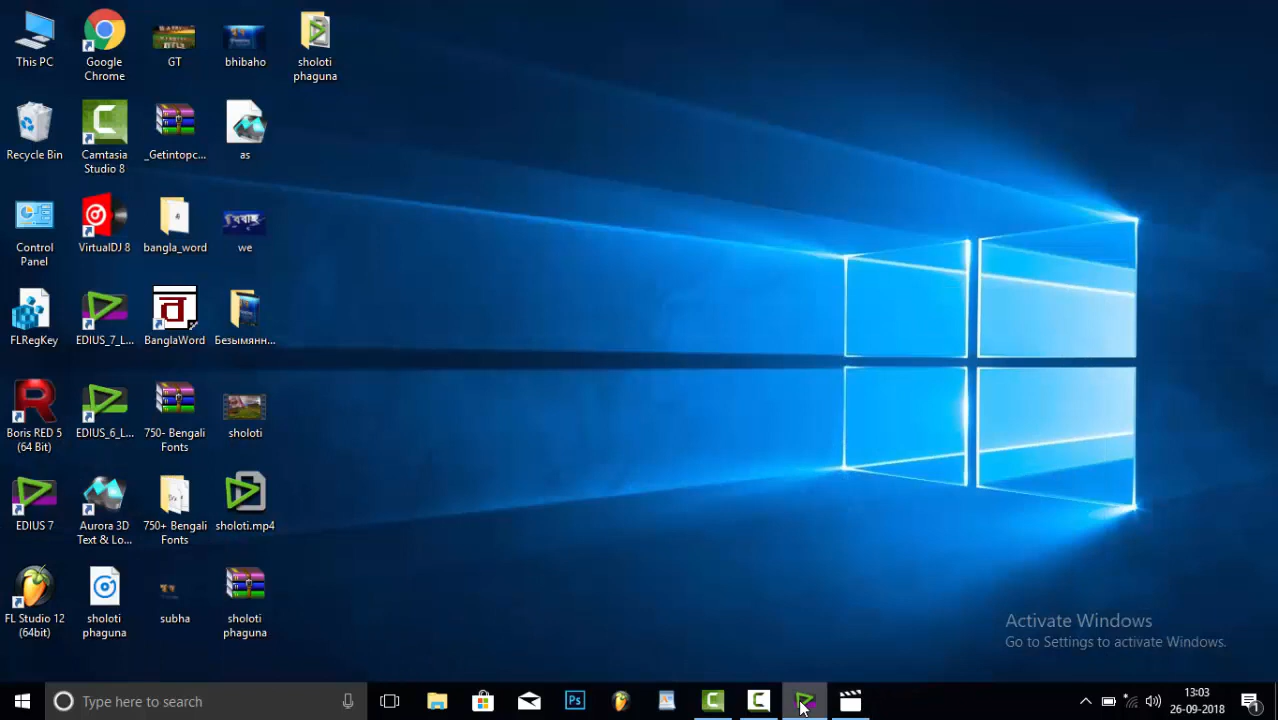 This PC
Google
Chrome
GT
bhibaho
sholoti
phaguna
Recycle Bin
Camtasia
Studio 8
_Getintopc...
as
Control
Panel
VirtualDJ 8
bangla_word
we
FLRegKey
EDIUS_7_L...
BanglaWord
Безымянн...
Boris RED 5
(64 Bit)
EDIUS_6_L...
750- Bengali
Fonts
sholoti
EDIUS 7
Aurora 3D
Text & Lo...
750+ Bengali
Fonts
sholoti.mp4
FL Studio 12
(64bit)
sholoti
phaguna
subha
sholoti
phaguna
Activate Windows
Go to Settings to activate Windows.
Type here to search
Ps
13:03
26-09-2018
1